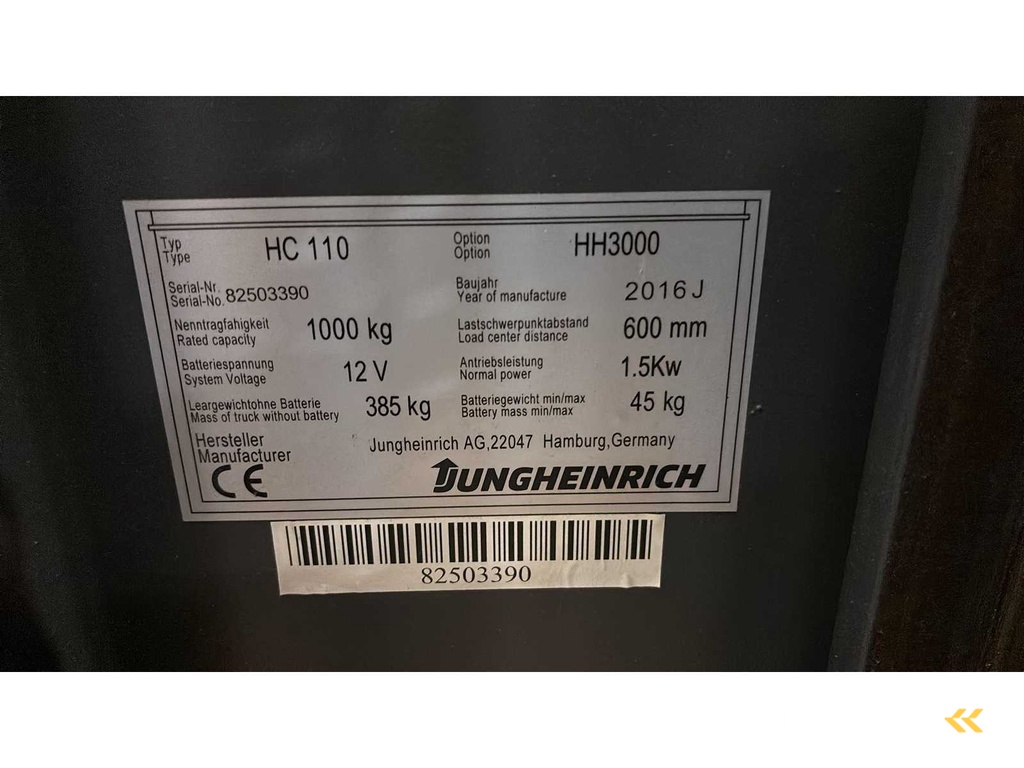 Typ HC 110 Option HH3000
Type Option
Serial-Nr. Baujahr
Serial-No. 82503390 Year of manufacture 2016 J
Nenntragfahigkeit 1000 kg Lastschwerpunktabstand 600 mm
Rated capacity Load center distance
Batteriespannung 12 V Antriebsleistung 1.5Kw
System Voltage Normal power
Leargewichtohne Batterie 385 kg Batteriegewicht min/max 45 kg
Mass of truck without battery Battery mass min/max
Hersteller Jungheinrich AG,22047 Hamburg,Germany
Manufacturer
CE JUNGHEINRICH
82503390